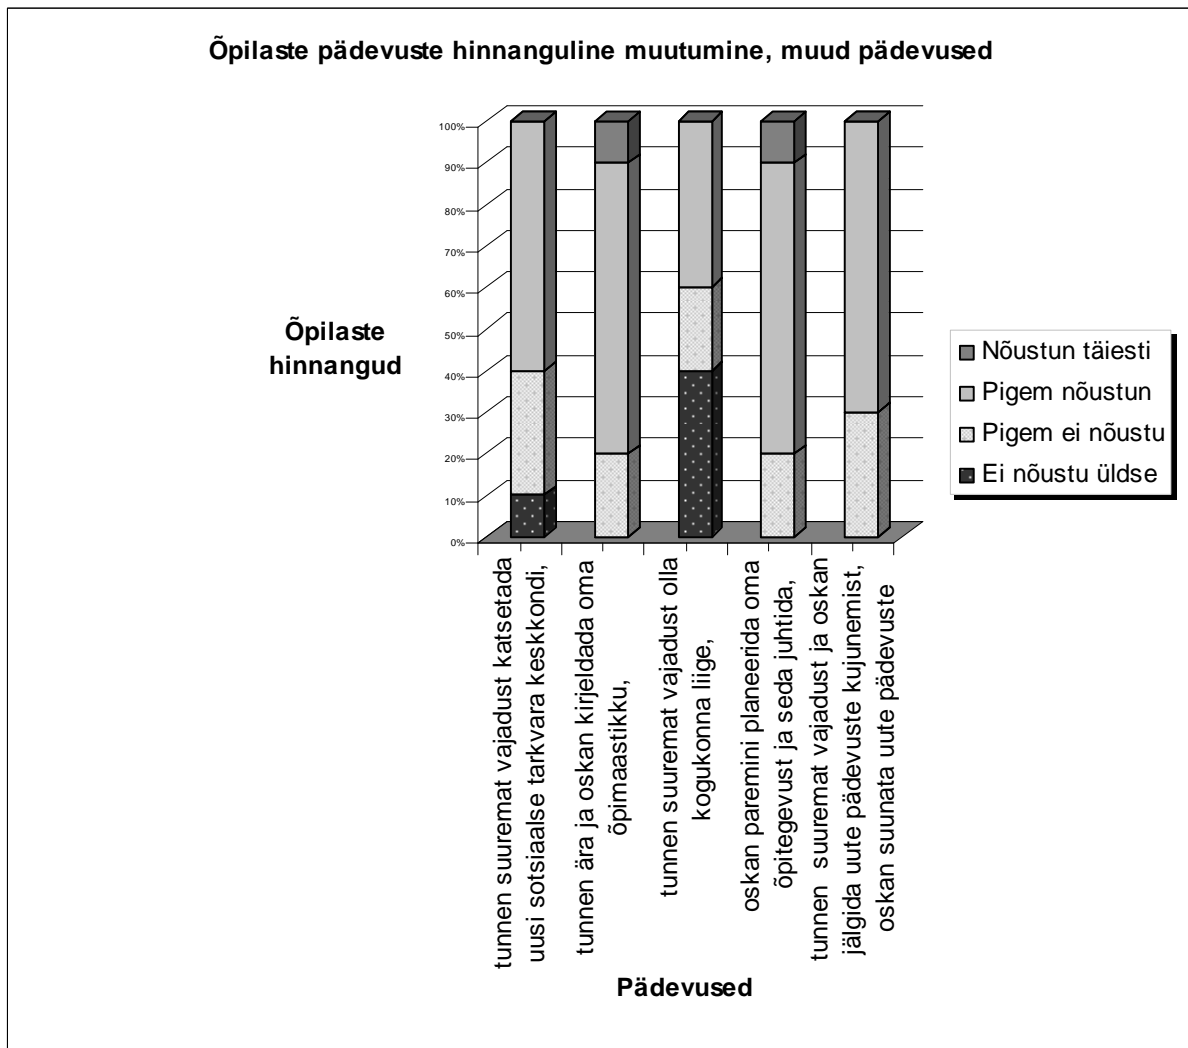 Õpilaste pädevuste hinnanguline muutumine, muud pädevused
100%
90%
80%
70%
60%
50%
40%
30%
20%
10%
0%
Õpilaste
hinnangud
Nõustun täiesti
Pigem nõustun
Pigem ei nõustu
Ei nõustu üldse
tunnen suuremat vajadust katsetada
uusi sotsiaalse tarkvara keskkondi,
tunnen ära ja oskan kirjeldada oma
õpimaastikku,
tunnen suuremat vajadust olla
kogukonna liige,
oskan paremini planeerida oma
õpitegevust ja seda juhtida,
tunnen suuremat vajadust ja oskan
jälgida uute pädevuste kujunemist,
oskan suunata uute pädevuste
Pädevused